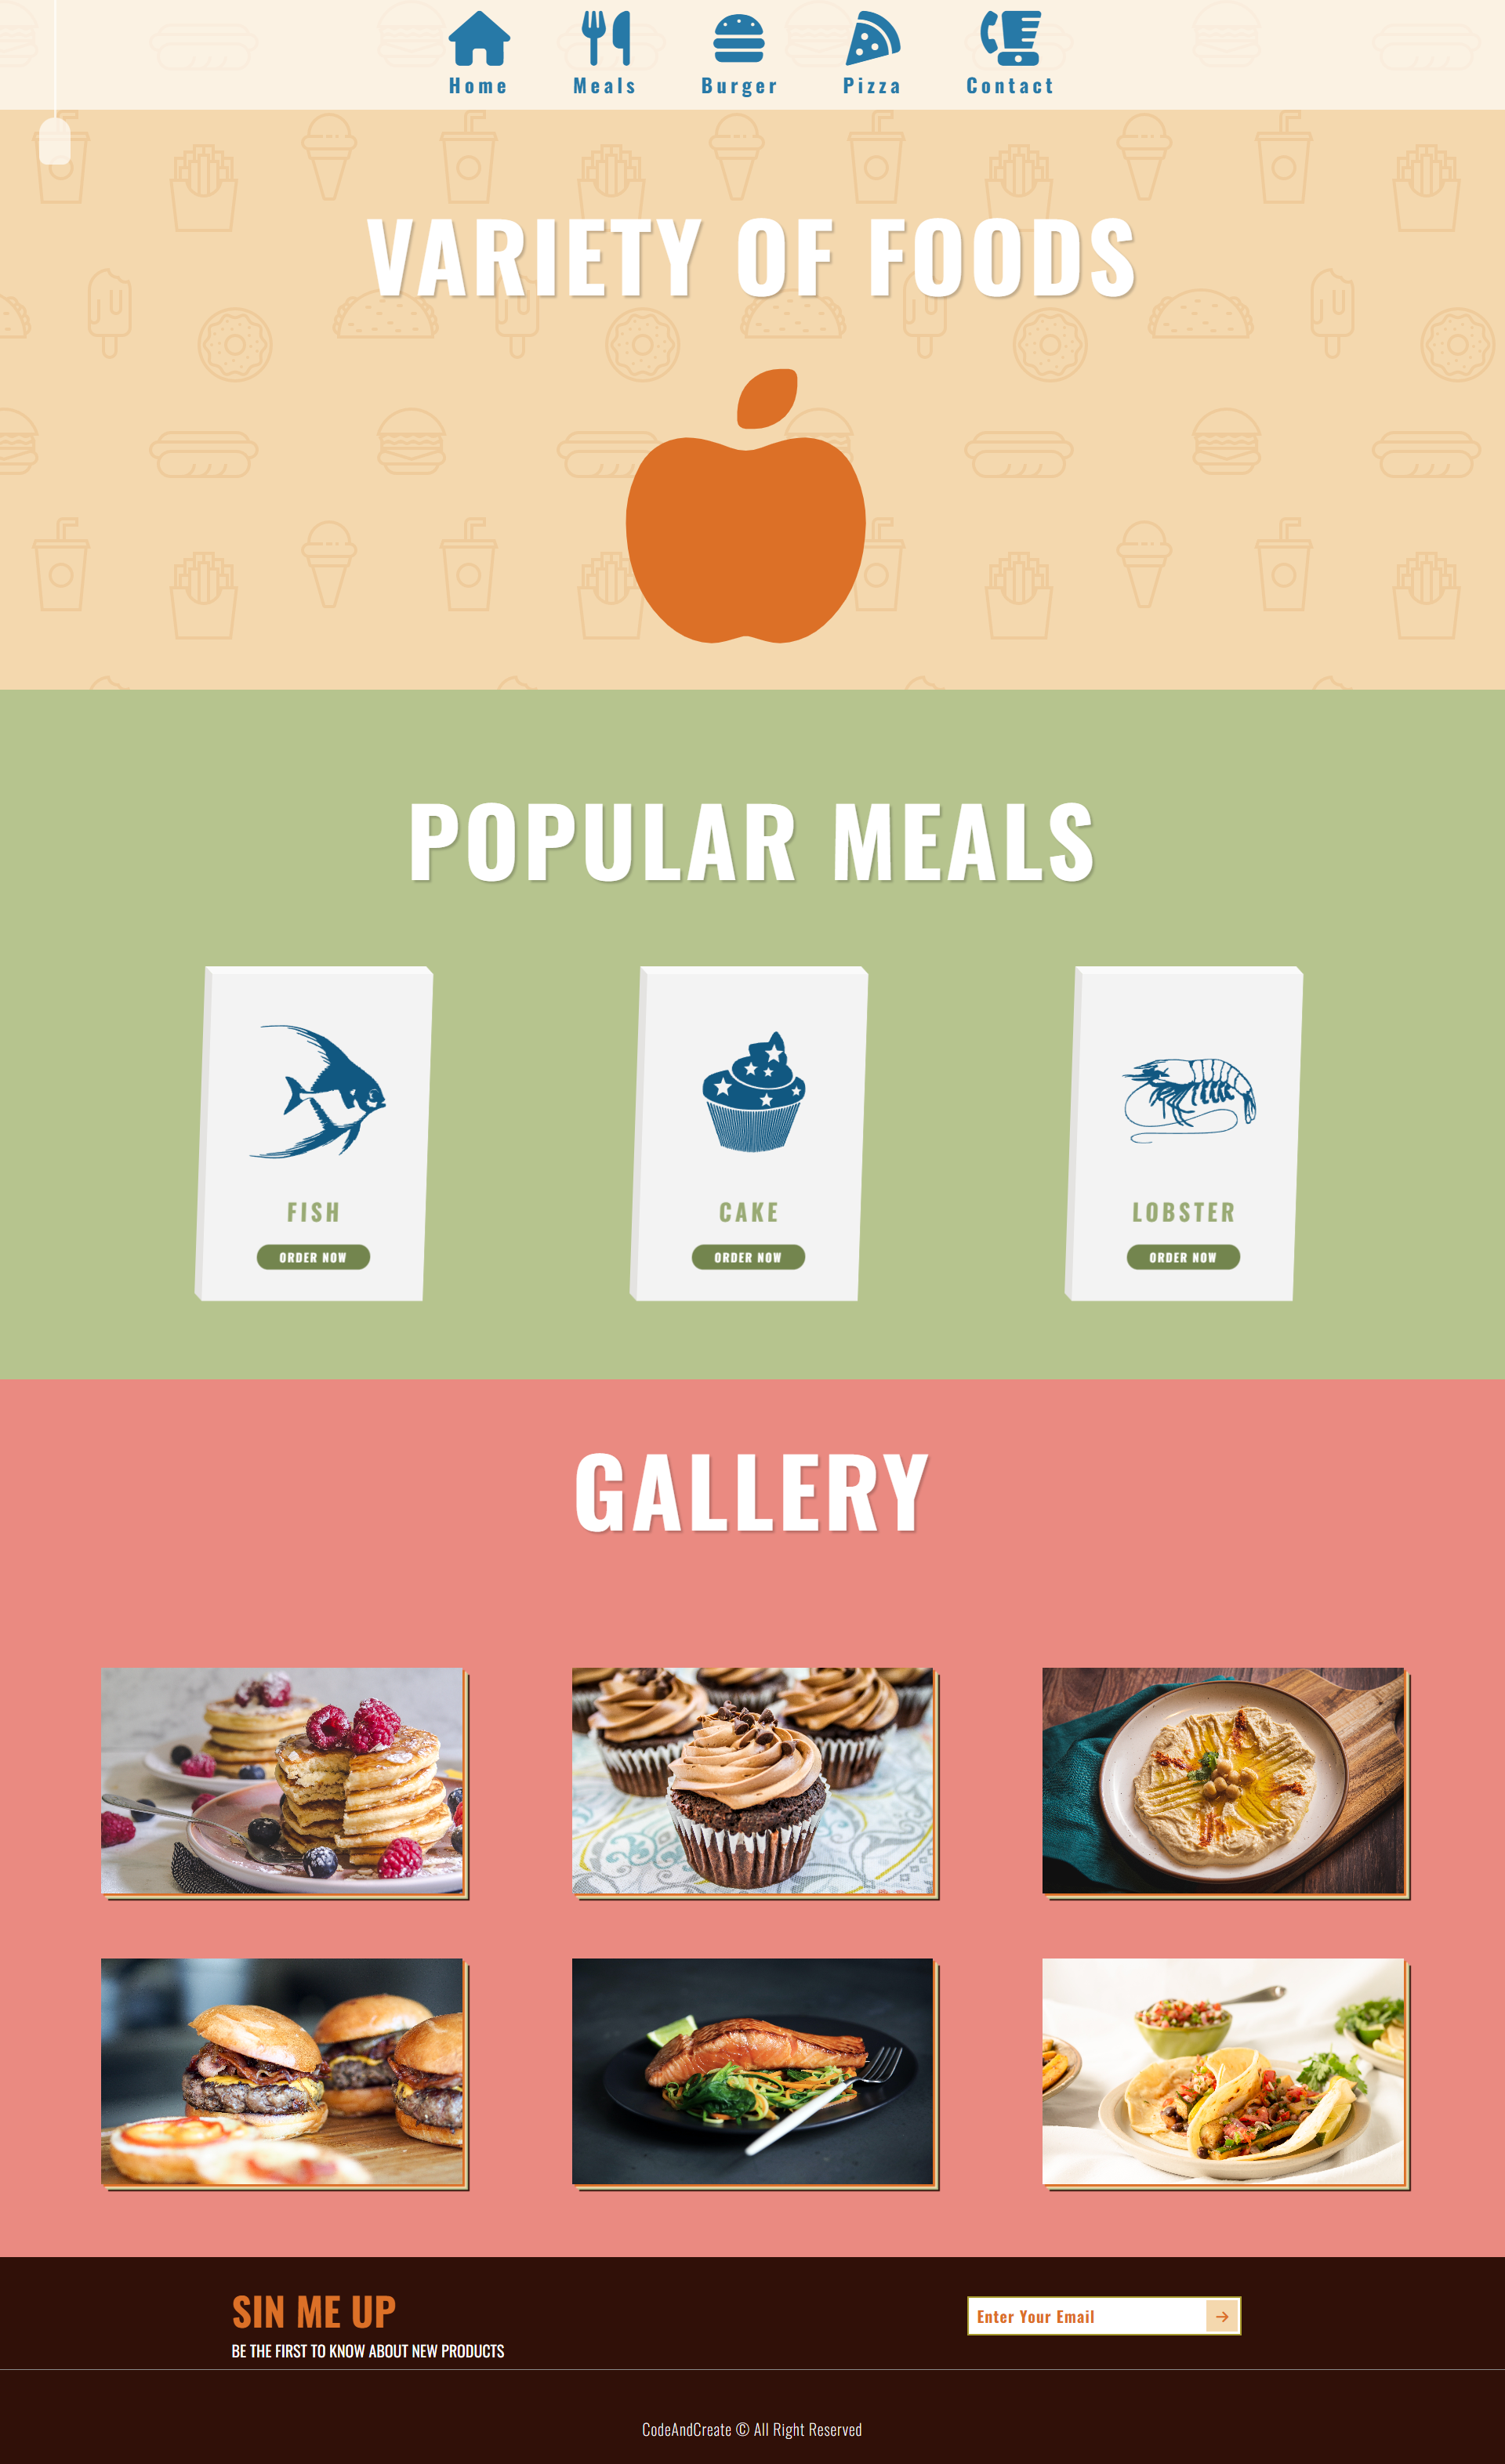 Home Meals Burger Pizza Contact
VARIETY OF FOODS
POPULAR MEALS
FISH
ORDER NOW
CAKE
ORDER NOW
LOBSTER
ORDER NOW
GALLERY
SIN ME UP
BE THE FIRST TO KNOW ABOUT NEW PRODUCTS
Enter Your Email
CodeAndCreate © All Right Reserved